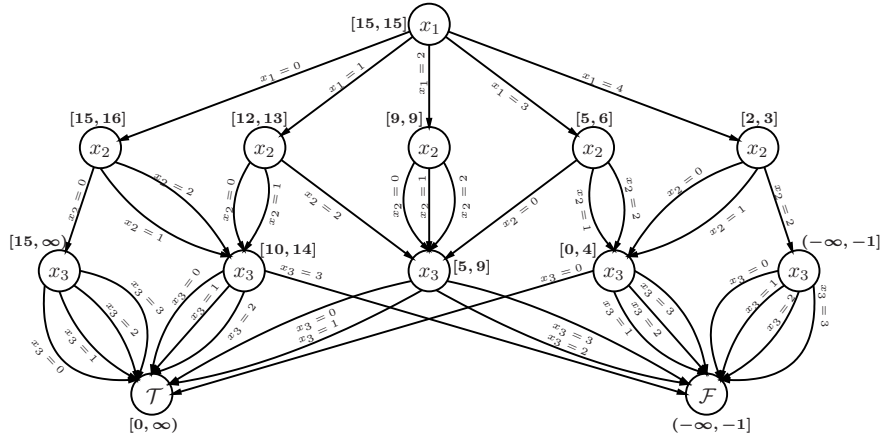 [15, 15] x₁
x₁ = 0
x₁ = 1
x₁ = 2
x₁ = 3
x₁ = 4
[15, 16]
[12, 13]
[9, 9]
[5, 6]
[2, 3]
x₂
x₂
x₂
x₂
x₂
x₂ = 0
x₂ = 1
x₂ = 2
x₂ = 0
x₂ = 1
x₂ = 2
x₂ = 0
x₂ = 1
x₂ = 2
x₂ = 0
x₂ = 1
x₂ = 2
x₂ = 0
x₂ = 1
x₂ = 2
[15, ∞)
[10, 14]
[5, 9]
[0, 4]
(−∞, −1]
x₃
x₃
x₃
x₃
x₃
x₃ = 0
x₃ = 1
x₃ = 2
x₃ = 3
x₃ = 0
x₃ = 1
x₃ = 2
x₃ = 3
x₃ = 0
x₃ = 1
x₃ = 2
x₃ = 3
x₃ = 0
x₃ = 1
x₃ = 2
x₃ = 3
x₃ = 0
x₃ = 1
x₃ = 2
x₃ = 3
𝒯
ℱ
[0, ∞)
(−∞, −1]